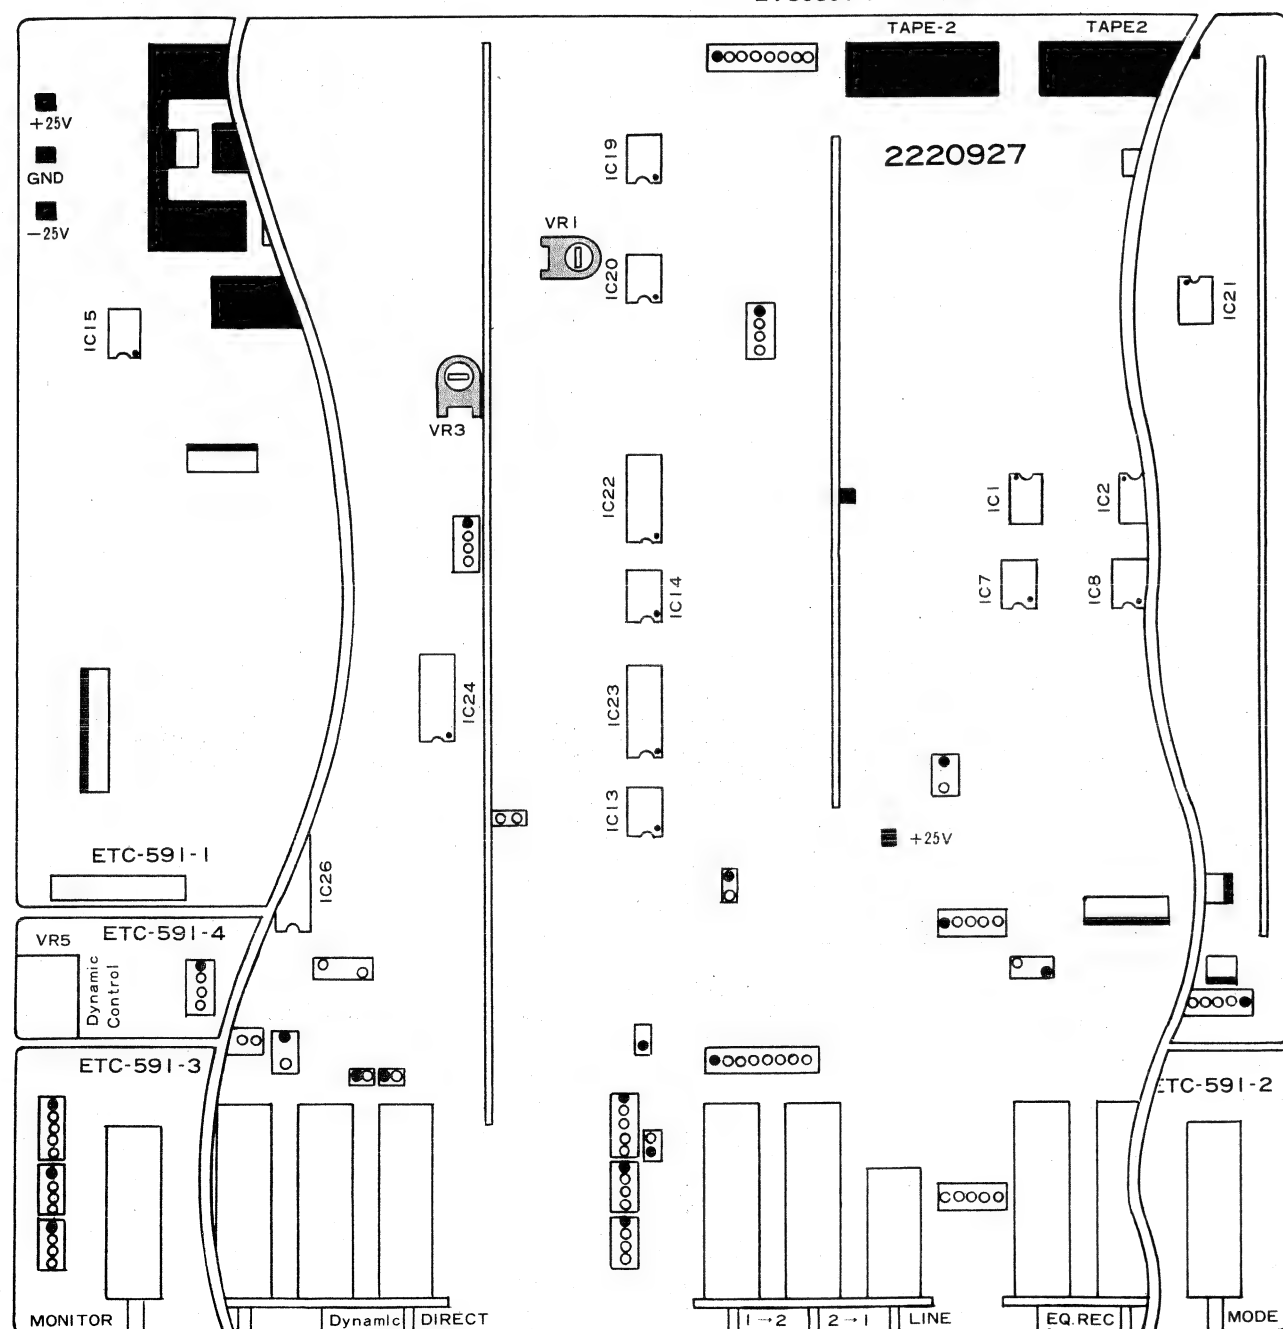 TAPE-2
TAPE2
+25V
GND
−25V
2220927
IC19
VR1
IC20
IC21
IC15
VR3
IC22
IC1
IC2
IC14
IC7
IC8
IC24
IC23
IC13
+25V
ETC-591-1
IC26
ETC-591-4
VR5
Dynamic
Control
ETC-591-3
ETC-591-2
MONITOR
Dynamic
DIRECT
1→2
2→1
LINE
EQ.REC
MODE